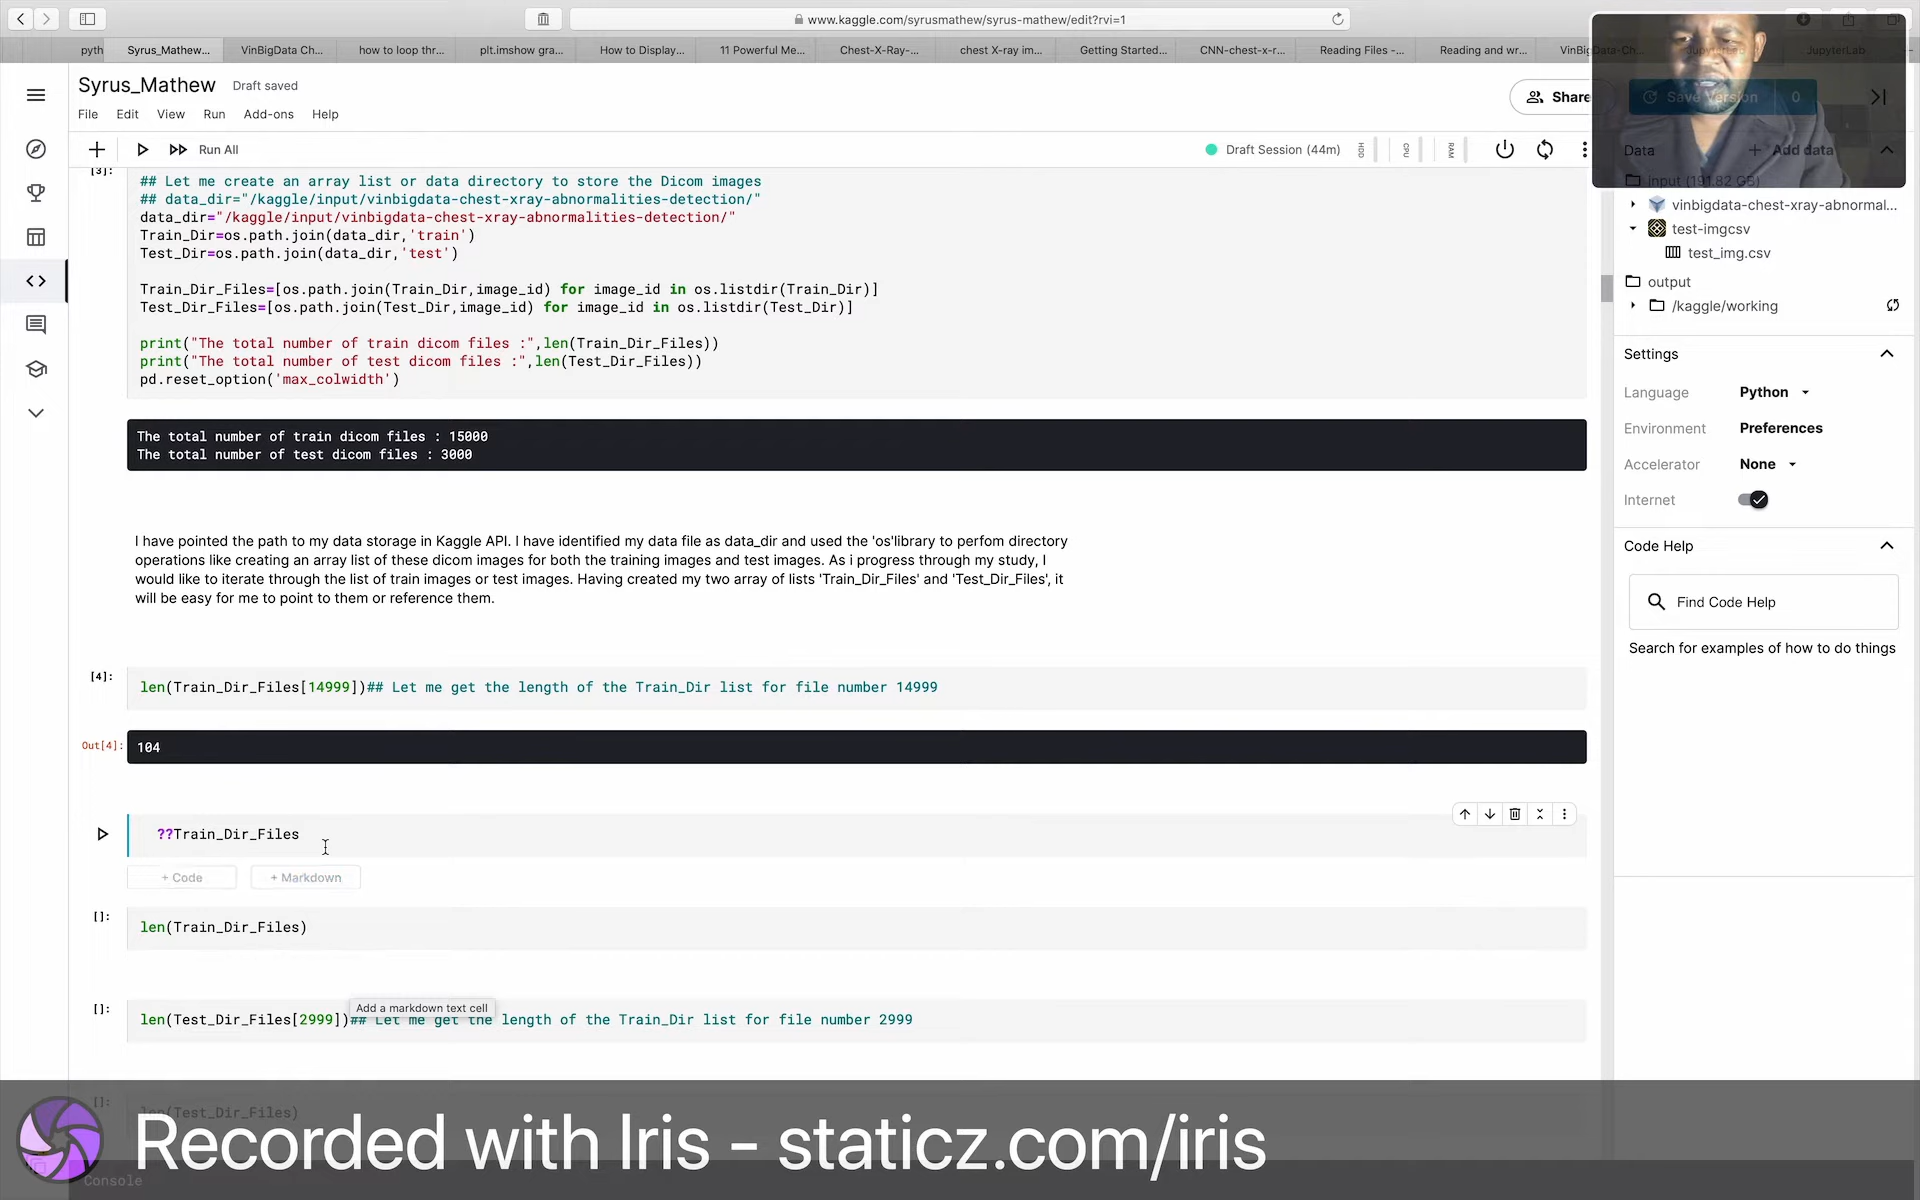 www.kaggle.com/syrusmathew/syrus-mathew/edit?rvi=1
pyth
Syrus_Mathew...
VinBigData Ch...
how to loop thr...
plt.imshow gra...
How to Display...
11 Powerful Me...
Chest-X-Ray-...
chest X-ray im...
Getting Started...
CNN-chest-x-r...
Reading Files -...
Reading and wr...
VinBigData-Ch...
JupyterLab
Syrus_Mathew
Draft saved
Share
Save Version
0
File
Edit
View
Run
Add-ons
Help
Run All
Draft Session (44m)
HDD
CPU
RAM
[3]:
## Let me create an array list or data directory to store the Dicom images
## data_dir="/kaggle/input/vinbigdata-chest-xray-abnormalities-detection/"
data_dir="/kaggle/input/vinbigdata-chest-xray-abnormalities-detection/"
Train_Dir=os.path.join(data_dir,'train')
Test_Dir=os.path.join(data_dir,'test')
Train_Dir_Files=[os.path.join(Train_Dir,image_id) for image_id in os.listdir(Train_Dir)]
Test_Dir_Files=[os.path.join(Test_Dir,image_id) for image_id in os.listdir(Test_Dir)]
print("The total number of train dicom files :",len(Train_Dir_Files))
print("The total number of test dicom files :",len(Test_Dir_Files))
pd.reset_option('max_colwidth')
The total number of train dicom files : 15000
The total number of test dicom files : 3000
I have pointed the path to my data storage in Kaggle API. I have identified my data file as data_dir and used the 'os'library to perfom directory
operations like creating an array list of these dicom images for both the training images and test images. As i progress through my study, I
would like to iterate through the list of train images or test images. Having created my two array of lists 'Train_Dir_Files' and 'Test_Dir_Files', it
will be easy for me to point to them or reference them.
[4]:
len(Train_Dir_Files[14999])## Let me get the length of the Train_Dir list for file number 14999
Out[4]:
104
??Train_Dir_Files
+ Code
+ Markdown
[]:
len(Train_Dir_Files)
Add a markdown text cell
[]:
len(Test_Dir_Files[2999])## Let me get the length of the Train_Dir list for file number 2999
[]:
len(Test_Dir_Files)
Data
+ Add data
input (191.82 GB)
vinbigdata-chest-xray-abnormal...
test-imgcsv
test_img.csv
output
/kaggle/working
Settings
Language
Python
Environment
Preferences
Accelerator
None
Internet
Code Help
Find Code Help
Search for examples of how to do things
Recorded with Iris - staticz.com/iris
Console